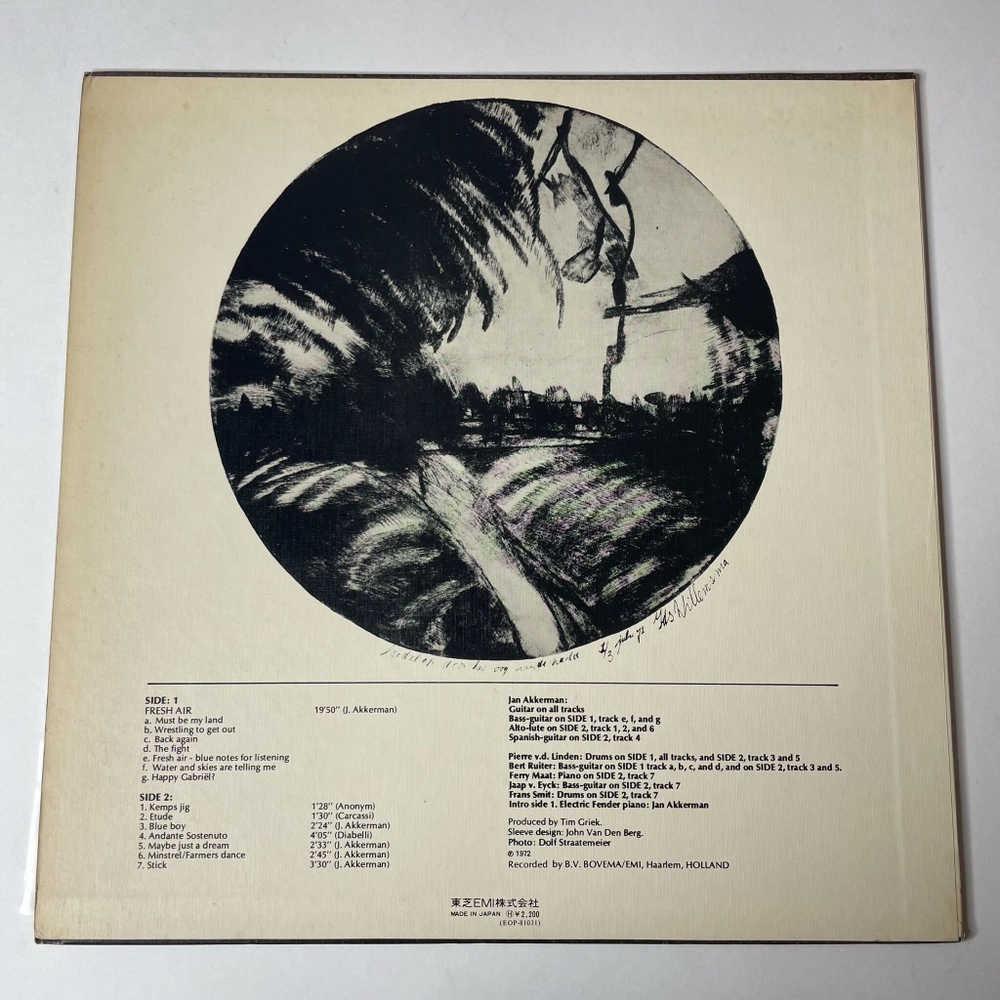 Ids Willemsma
SIDE: 1
FRESH AIR 19'50" (J. Akkerman)
a. Must be my land
b. Wrestling to get out
c. Back again
d. The fight
e. Fresh air - blue notes for listening
f. Water and skies are telling me
g. Happy Gabriël?
SIDE 2:
1. Kemps jig 1'28" (Anonym)
2. Etude 1'30" (Carcassi)
3. Blue boy 2'24" (J. Akkerman)
4. Andante Sostenuto 4'05" (Diabelli)
5. Maybe just a dream 2'33" (J. Akkerman)
6. Minstrel/Farmers dance 2'45" (J. Akkerman)
7. Stick 3'30" (J. Akkerman)
Jan Akkerman:
Guitar on all tracks
Bass-guitar on SIDE 1, track e, f, and g
Alto-lute on SIDE 2, track 1, 2, and 6
Spanish-guitar on SIDE 2, track 4
Pierre v.d. Linden: Drums on SIDE 1, all tracks, and SIDE 2, track 3 and 5
Bert Ruiter: Bass-guitar on SIDE 1 track a, b, c, and d, and on SIDE 2, track 3 and 5.
Ferry Maat: Piano on SIDE 2, track 7
Jaap v. Eyck: Bass-guitar on SIDE 2, track 7
Frans Smit: Drums on SIDE 2, track 7
Intro side 1. Electric Fender piano: Jan Akkerman
Produced by Tim Griek.
Sleeve design: John Van Den Berg.
Photo: Dolf Straatemeier
℗ 1972
Recorded by B.V. BOVEMA/EMI, Haarlem, HOLLAND
東芝EMI株式会社
MADE IN JAPAN Ⓗ¥2,200
(EOP-81031)